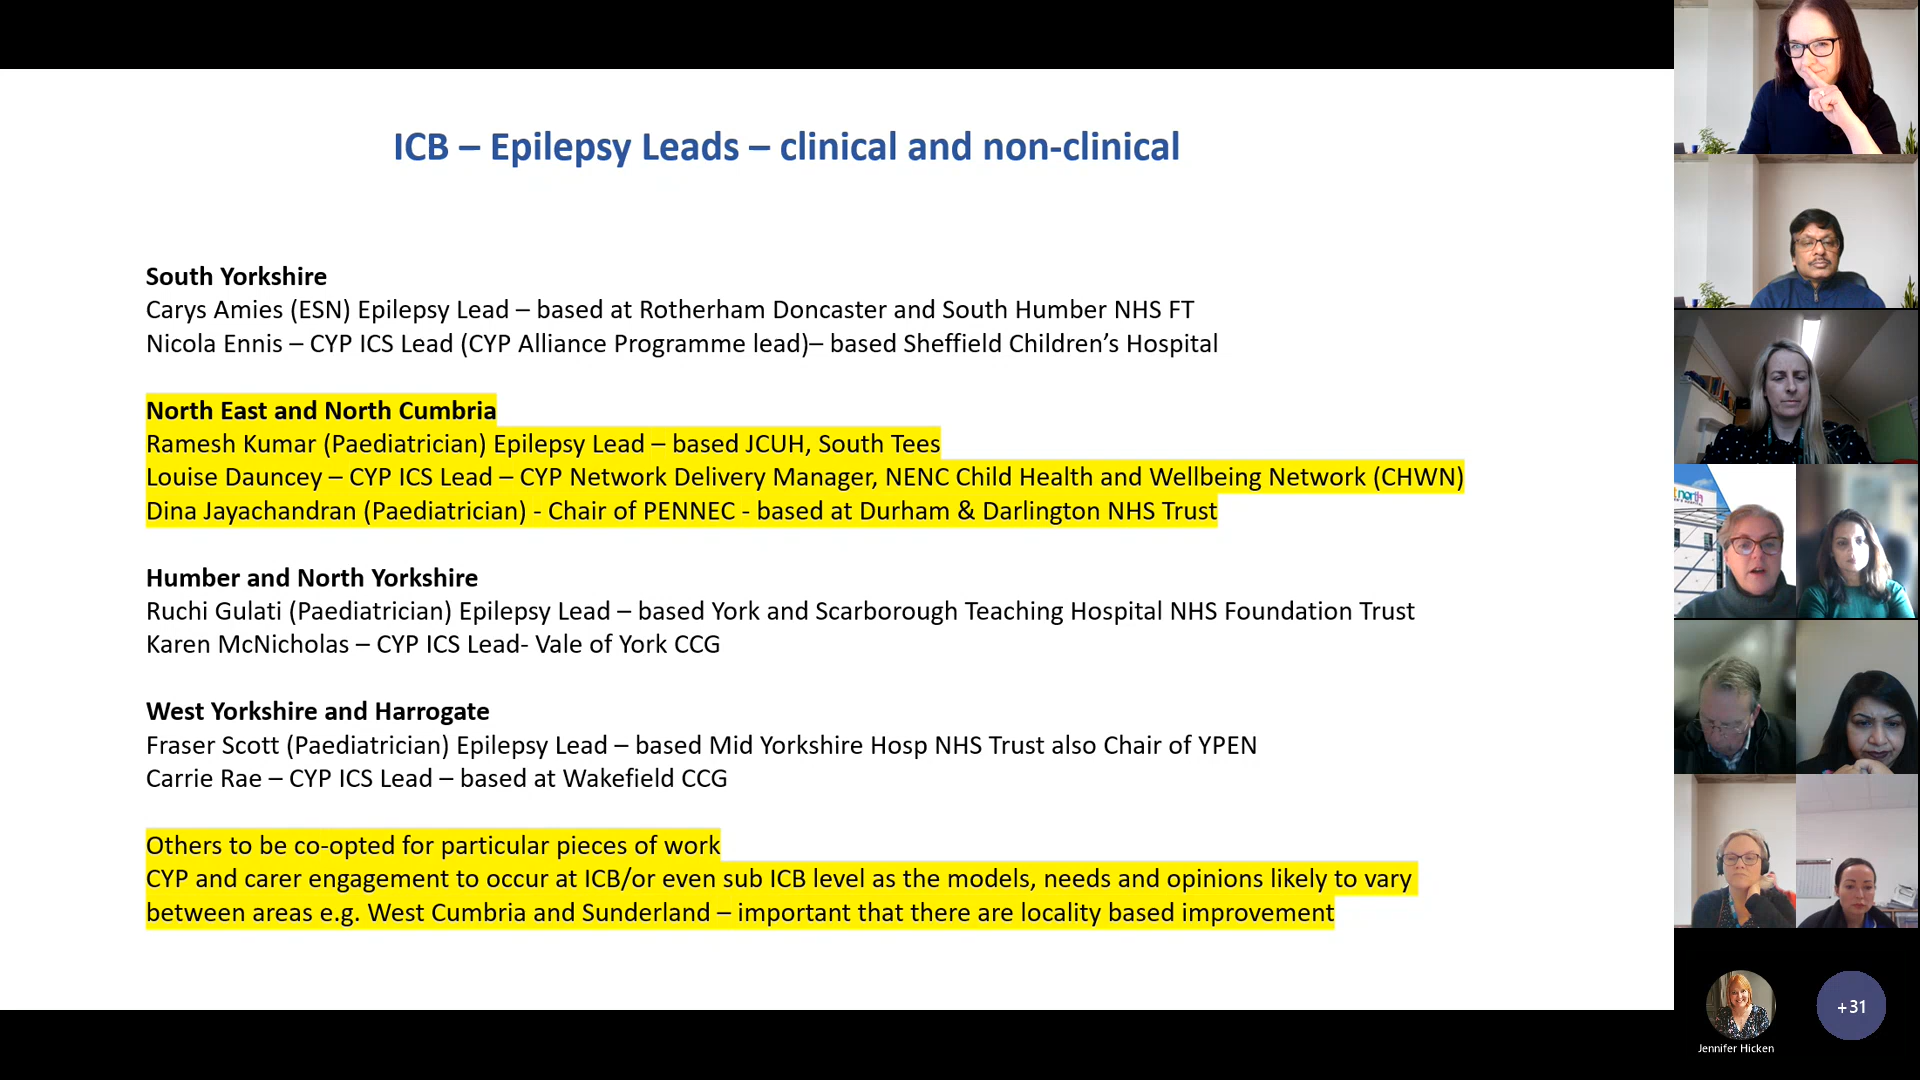 ICB – Epilepsy Leads – clinical and non-clinical
South Yorkshire
Carys Amies (ESN) Epilepsy Lead – based at Rotherham Doncaster and South Humber NHS FT
Nicola Ennis – CYP ICS Lead (CYP Alliance Programme lead)– based Sheffield Children’s Hospital
North East and North Cumbria
Ramesh Kumar (Paediatrician) Epilepsy Lead – based JCUH, South Tees
Louise Dauncey – CYP ICS Lead – CYP Network Delivery Manager, NENC Child Health and Wellbeing Network (CHWN)
Dina Jayachandran (Paediatrician) - Chair of PENNEC - based at Durham & Darlington NHS Trust
Humber and North Yorkshire
Ruchi Gulati (Paediatrician) Epilepsy Lead – based York and Scarborough Teaching Hospital NHS Foundation Trust
Karen McNicholas – CYP ICS Lead- Vale of York CCG
West Yorkshire and Harrogate
Fraser Scott (Paediatrician) Epilepsy Lead – based Mid Yorkshire Hosp NHS Trust also Chair of YPEN
Carrie Rae – CYP ICS Lead – based at Wakefield CCG
Others to be co-opted for particular pieces of work
CYP and carer engagement to occur at ICB/or even sub ICB level as the models, needs and opinions likely to vary
between areas e.g. West Cumbria and Sunderland – important that there are locality based improvement
+31
Jennifer Hicken